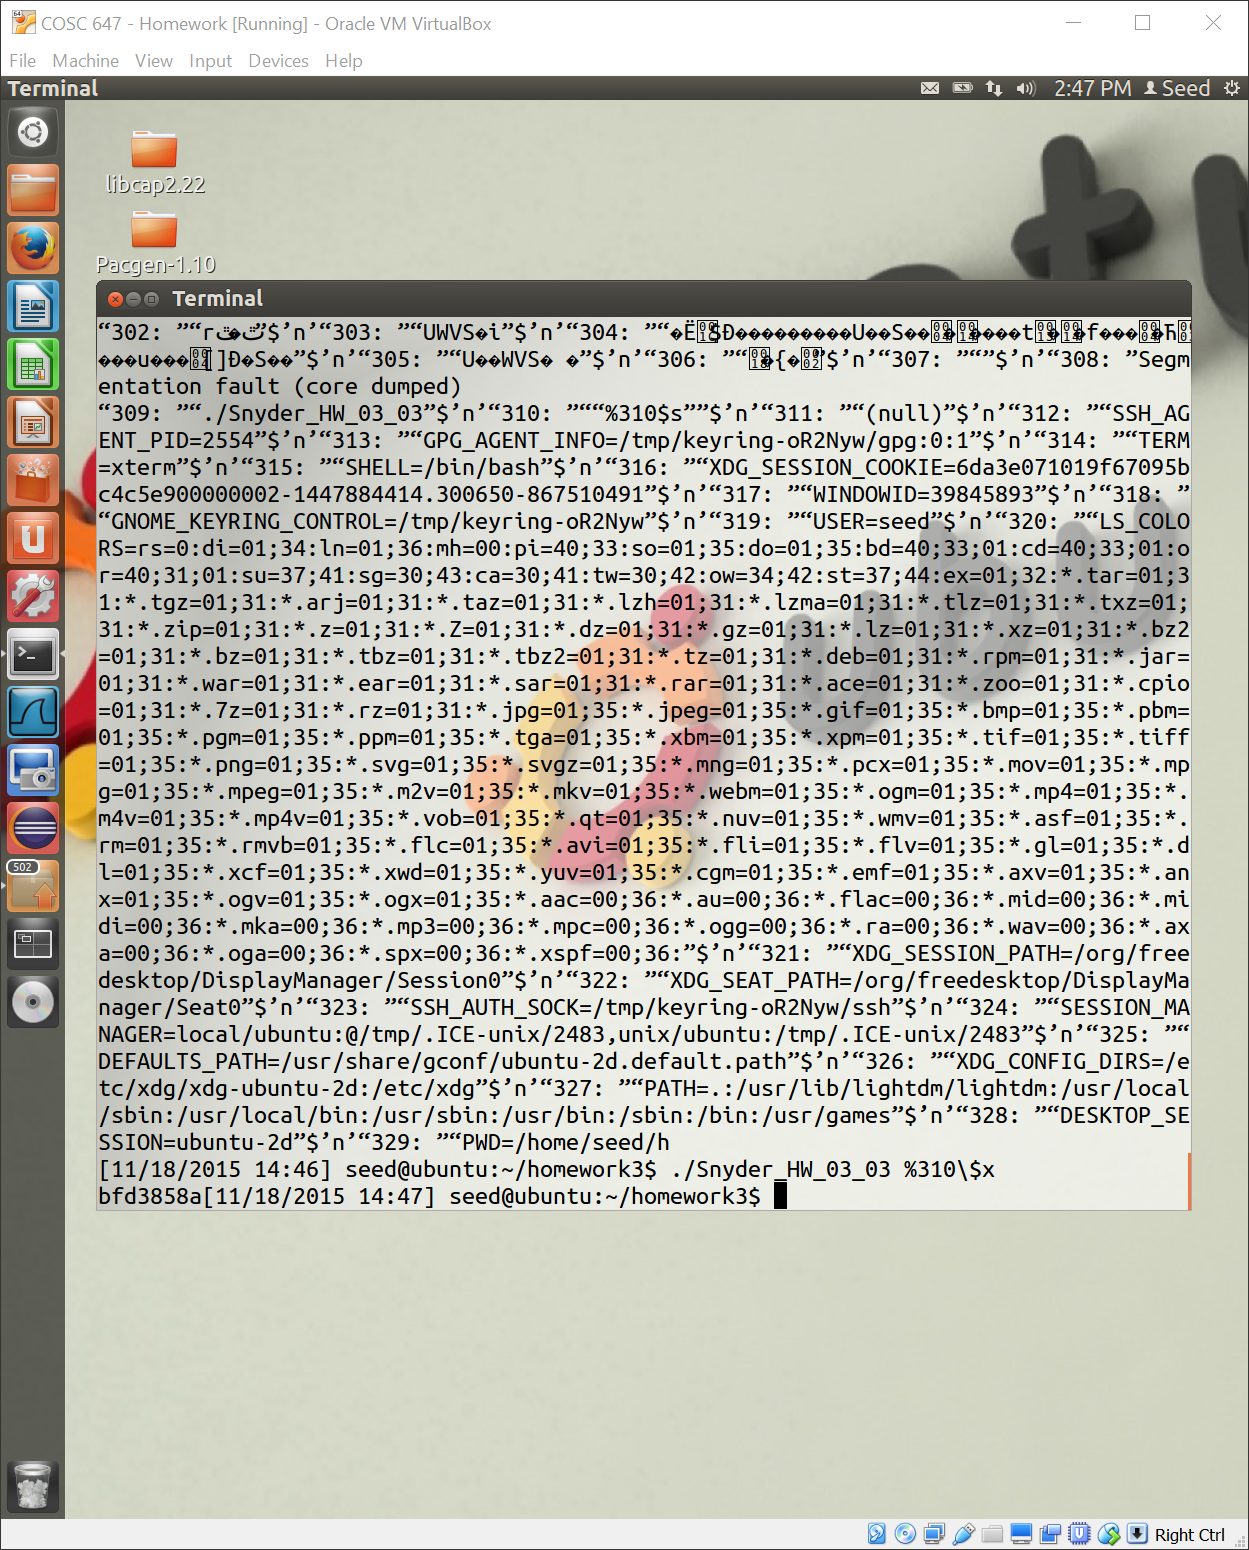 COSC 647 - Homework [Running] - Oracle VM VirtualBox
File Machine View Input Devices Help
Terminal 2:47 PM Seed
libcap2.22
Pacgen-1.10
Terminal
“302: ”“ ”$’n’“303: ”“UWVS�i”$’n’“304: ”“
”$’n’“305: ”“U��WVS� �”$’n’“306: ”“ ”$’n’“307: ”“”$’n’“308: ”Segm
entation fault (core dumped)
“309: ”“./Snyder_HW_03_03”$’n’“310: ”“““%310$s””$’n’“311: ”“(null)”$’n’“312: ”“SSH_AG
ENT_PID=2554”$’n’“313: ”“GPG_AGENT_INFO=/tmp/keyring-oR2Nyw/gpg:0:1”$’n’“314: ”“TERM
=xterm”$’n’“315: ”“SHELL=/bin/bash”$’n’“316: ”“XDG_SESSION_COOKIE=6da3e071019f67095b
c4c5e900000002-1447884414.300650-867510491”$’n’“317: ”“WINDOWID=39845893”$’n’“318: ”
“GNOME_KEYRING_CONTROL=/tmp/keyring-oR2Nyw”$’n’“319: ”“USER=seed”$’n’“320: ”“LS_COLO
RS=rs=0:di=01;34:ln=01;36:mh=00:pi=40;33:so=01;35:do=01;35:bd=40;33;01:cd=40;33;01:o
r=40;31;01:su=37;41:sg=30;43:ca=30;41:tw=30;42:ow=34;42:st=37;44:ex=01;32:*.tar=01;3
1:*.tgz=01;31:*.arj=01;31:*.taz=01;31:*.lzh=01;31:*.lzma=01;31:*.tlz=01;31:*.txz=01;
31:*.zip=01;31:*.z=01;31:*.Z=01;31:*.dz=01;31:*.gz=01;31:*.lz=01;31:*.xz=01;31:*.bz2
=01;31:*.bz=01;31:*.tbz=01;31:*.tbz2=01;31:*.tz=01;31:*.deb=01;31:*.rpm=01;31:*.jar=
01;31:*.war=01;31:*.ear=01;31:*.sar=01;31:*.rar=01;31:*.ace=01;31:*.zoo=01;31:*.cpio
=01;31:*.7z=01;31:*.rz=01;31:*.jpg=01;35:*.jpeg=01;35:*.gif=01;35:*.bmp=01;35:*.pbm=
01;35:*.pgm=01;35:*.ppm=01;35:*.tga=01;35:*.xbm=01;35:*.xpm=01;35:*.tif=01;35:*.tiff
=01;35:*.png=01;35:*.svg=01;35:*.svgz=01;35:*.mng=01;35:*.pcx=01;35:*.mov=01;35:*.mp
g=01;35:*.mpeg=01;35:*.m2v=01;35:*.mkv=01;35:*.webm=01;35:*.ogm=01;35:*.mp4=01;35:*.
m4v=01;35:*.mp4v=01;35:*.vob=01;35:*.qt=01;35:*.nuv=01;35:*.wmv=01;35:*.asf=01;35:*.
rm=01;35:*.rmvb=01;35:*.flc=01;35:*.avi=01;35:*.fli=01;35:*.flv=01;35:*.gl=01;35:*.d
l=01;35:*.xcf=01;35:*.xwd=01;35:*.yuv=01;35:*.cgm=01;35:*.emf=01;35:*.axv=01;35:*.an
x=01;35:*.ogv=01;35:*.ogx=01;35:*.aac=00;36:*.au=00;36:*.flac=00;36:*.mid=00;36:*.mi
di=00;36:*.mka=00;36:*.mp3=00;36:*.mpc=00;36:*.ogg=00;36:*.ra=00;36:*.wav=00;36:*.ax
a=00;36:*.oga=00;36:*.spx=00;36:*.xspf=00;36:”$’n’“321: ”“XDG_SESSION_PATH=/org/free
desktop/DisplayManager/Session0”$’n’“322: ”“XDG_SEAT_PATH=/org/freedesktop/DisplayMa
nager/Seat0”$’n’“323: ”“SSH_AUTH_SOCK=/tmp/keyring-oR2Nyw/ssh”$’n’“324: ”“SESSION_MA
NAGER=local/ubuntu:@/tmp/.ICE-unix/2483,unix/ubuntu:/tmp/.ICE-unix/2483”$’n’“325: ”“
DEFAULTS_PATH=/usr/share/gconf/ubuntu-2d.default.path”$’n’“326: ”“XDG_CONFIG_DIRS=/e
tc/xdg/xdg-ubuntu-2d:/etc/xdg”$’n’“327: ”“PATH=.:/usr/lib/lightdm/lightdm:/usr/local
/sbin:/usr/local/bin:/usr/sbin:/usr/bin:/sbin:/bin:/usr/games”$’n’“328: ”“DESKTOP_SE
SSION=ubuntu-2d”$’n’“329: ”“PWD=/home/seed/h
[11/18/2015 14:46] seed@ubuntu:~/homework3$ ./Snyder_HW_03_03 %310\$x
bfd3858a[11/18/2015 14:47] seed@ubuntu:~/homework3$
502
Right Ctrl